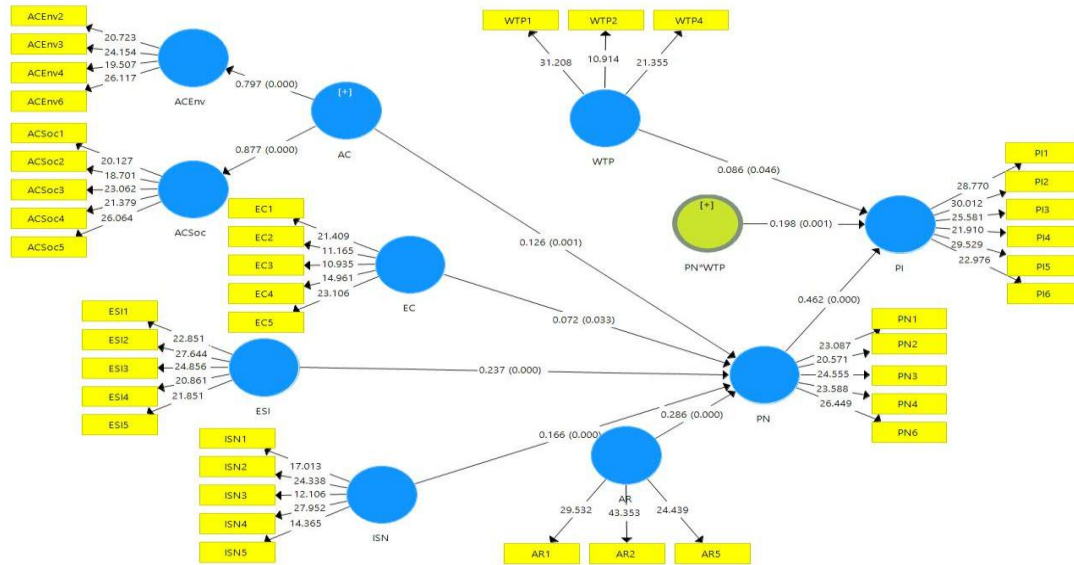 ACEnv2
ACEnv3
ACEnv4
ACEnv6
20.723
24.154
19.507
26.117
ACEnv
0.797 (0.000)
[+]
AC
0.877 (0.000)
ACSoc1
ACSoc2
ACSoc3
ACSoc4
ACSoc5
20.127
18.701
23.062
21.379
26.064
ACSoc
WTP1
WTP2
WTP4
31.208
10.914
21.355
WTP
0.086 (0.046)
[+]
PN*WTP
0.198 (0.001)
PI
28.770
30.012
25.581
21.910
29.529
22.976
PI1
PI2
PI3
PI4
PI5
PI6
0.126 (0.001)
EC1
EC2
EC3
EC4
EC5
21.409
11.165
10.935
14.961
23.106
EC
0.072 (0.033)
0.462 (0.000)
ESI1
ESI2
ESI3
ESI4
ESI5
22.851
27.644
24.856
20.861
21.851
ESI
0.237 (0.000)
PN
23.087
20.571
24.555
23.588
26.449
PN1
PN2
PN3
PN4
PN6
0.286 (0.000)
0.166 (0.000)
ISN1
ISN2
ISN3
ISN4
ISN5
17.013
24.338
12.106
27.952
14.365
ISN
AR
29.532
43.353
24.439
AR1
AR2
AR5